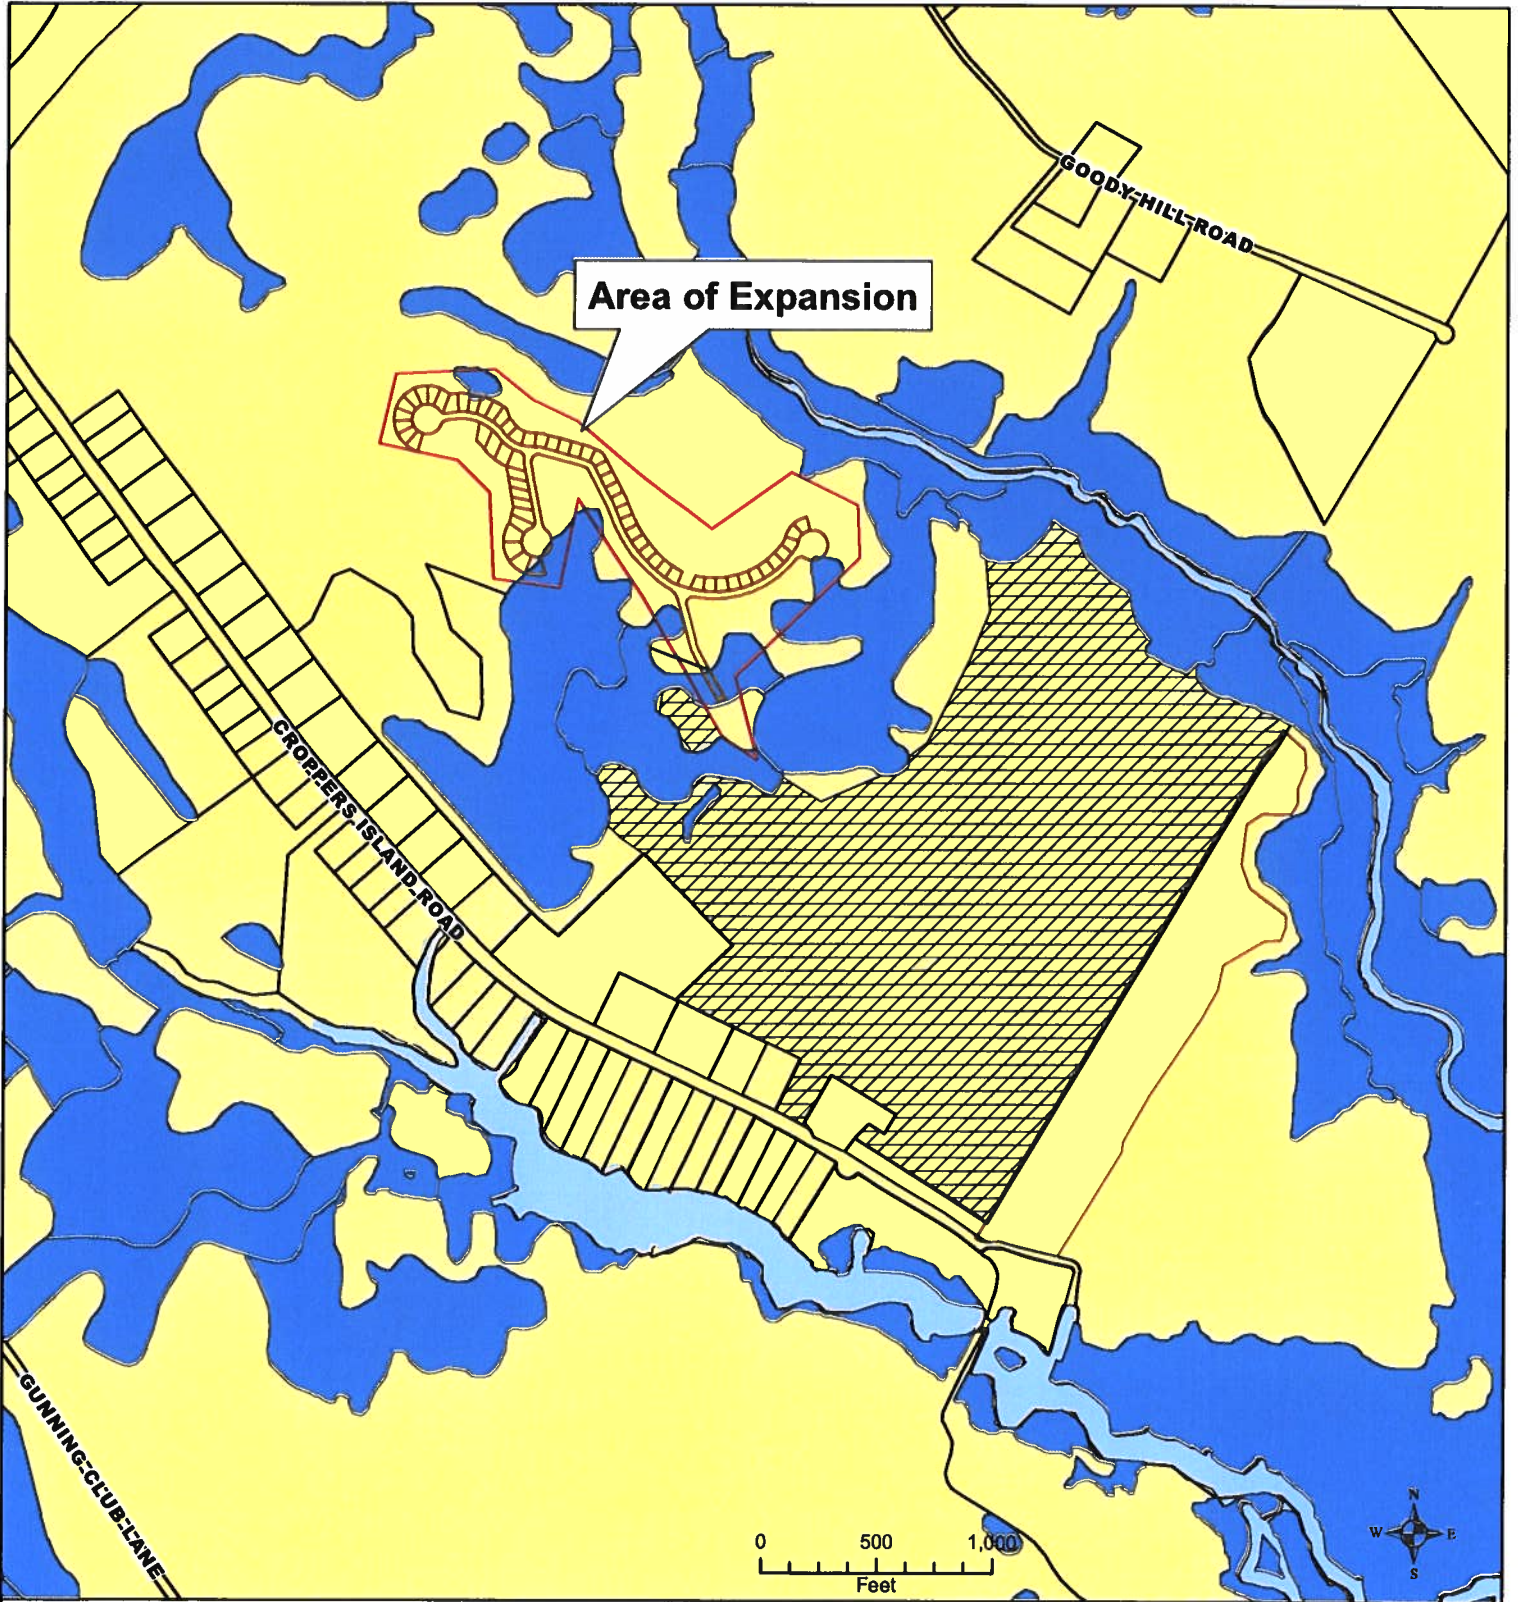 GOODY HILL ROAD
Area of Expansion
CROPPERS ISLAND ROAD
GUNNING CLUB LANE
N
W E
S
0 500 1,000
Feet